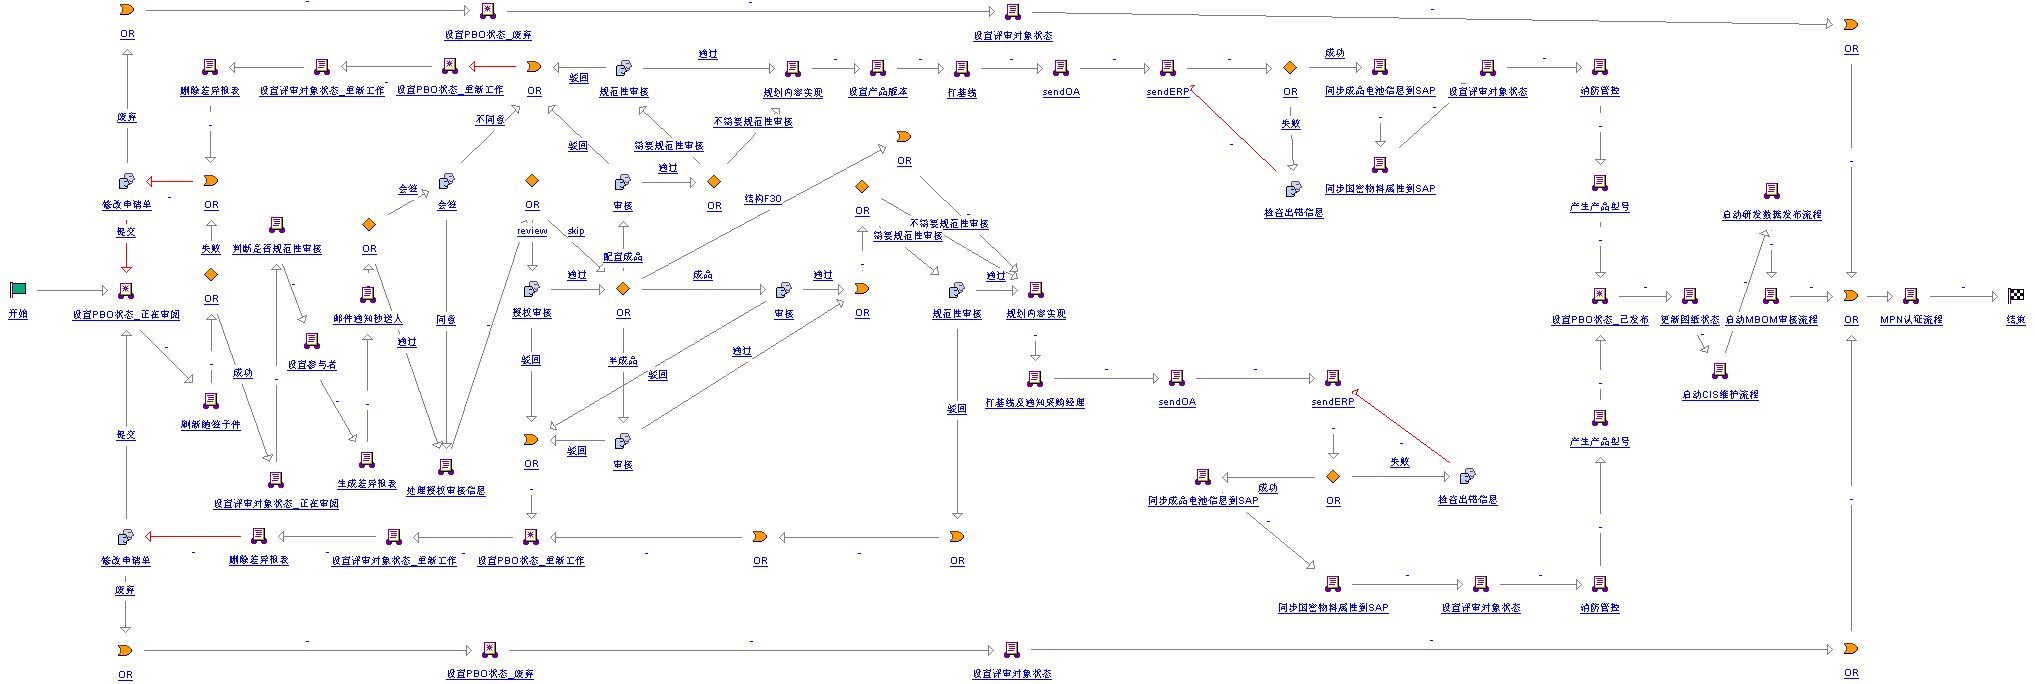 OR
设置PBO状态_废弃
设置评审对象状态
OR
通过
成功
驳回
删除差异报表
设置评审对象状态_重新工作
设置PBO状态_重新工作
OR
规范性审核
规划内容实现
设置产品版本
打基线
sendOA
sendERP
OR
同步成品电池信息到SAP
设置评审对象状态
消防管控
废弃
不同意
不需要规范性审核
失败
驳回
需要规范性审核
OR
通过
会签
结构F30
同步国密物料属性到SAP
修改申请单
OR
会签
OR
审核
OR
OR
产生产品型号
检查出错信息
启动研发数据发布流程
提交
失败
判断是否规范性审核
OR
review
skip
不需要规范性审核
需要规范性审核
配置成品
通过
成品
通过
通过
OR
开始
设置PBO状态_正在审阅
邮件通知抄送人
授权审核
OR
审核
OR
规范性审核
规划内容实现
设置PBO状态_已发布
更新图纸状态
启动MBOM审核流程
OR
MPN认证流程
结束
同意
通过
通过
驳回
半成品
驳回
成功
设置参与者
启动CIS维护流程
打基线及通知采购经理
sendOA
sendERP
驳回
提交
产生产品型号
驳回
OR
审核
失败
生成差异报表
处理授权审核信息
成功
设置评审对象状态_正在审阅
同步成品电池信息到SAP
OR
检查出错信息
修改申请单
删除差异报表
设置评审对象状态_重新工作
设置PBO状态_重新工作
OR
OR
废弃
同步国密物料属性到SAP
设置评审对象状态
消防管控
OR
设置PBO状态_废弃
设置评审对象状态
OR